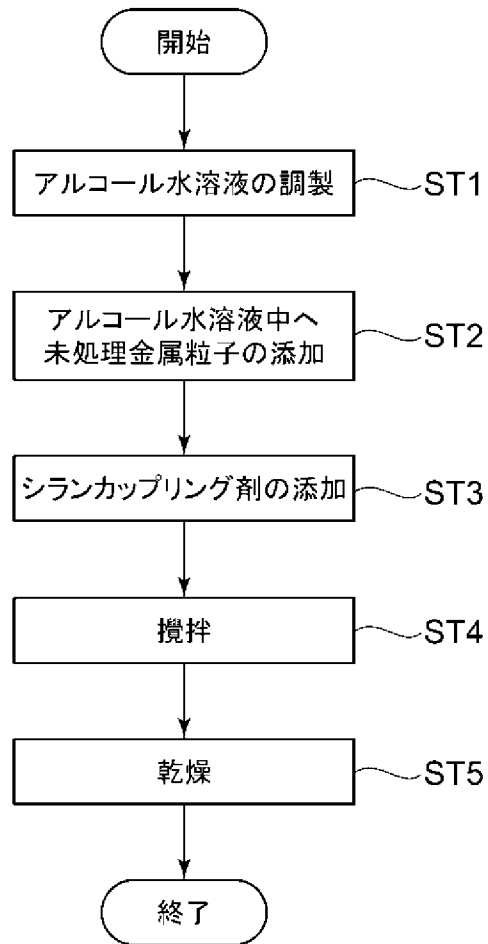 開始
アルコール水溶液の調製
ST1
アルコール水溶液中へ
未処理金属粒子の添加
ST2
シランカップリング剤の添加
ST3
攪拌
ST4
乾燥
ST5
終了